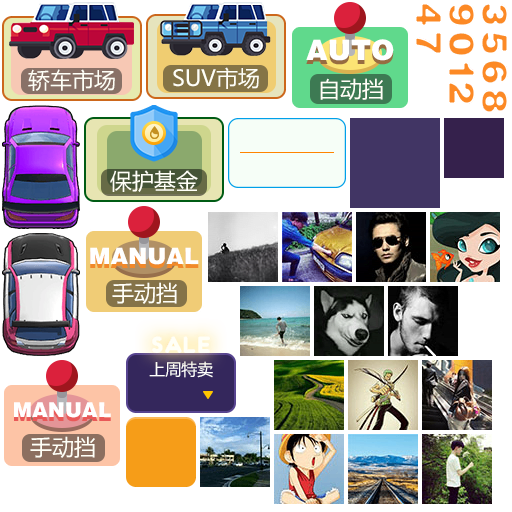 轿车市场
SUV市场
AUTO
自动挡
3568
9012
47
保护基金
MANUAL
手动挡
SALE
上周特卖
MANUAL
手动挡